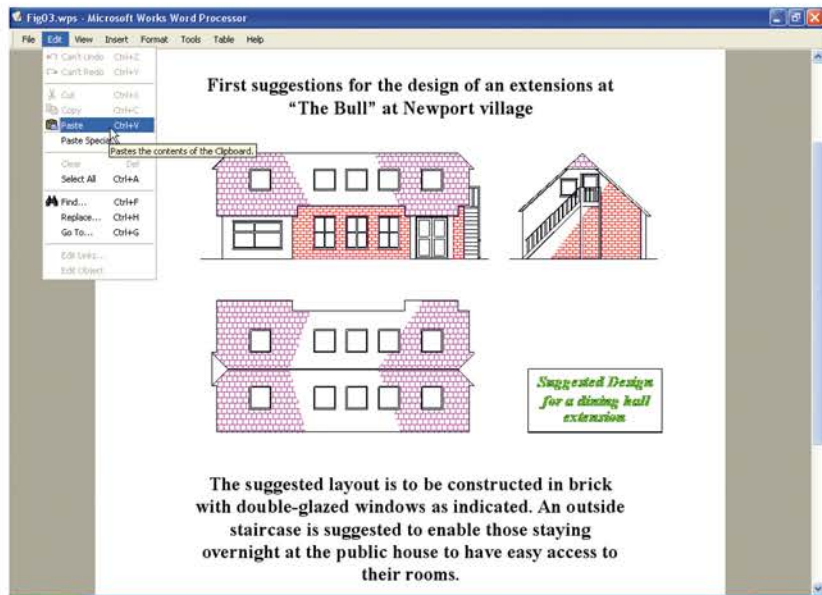 Fig03.wps - Microsoft Works Word Processor
File Edit View Insert Format Tools Table Help
Can't Undo Ctrl+Z
Can't Redo Ctrl+Y
Cut Ctrl+X
Copy Ctrl+C
Paste Ctrl+V
Paste Speci
Pastes the contents of the Clipboard.
Clear Del
Select All Ctrl+A
Find... Ctrl+F
Replace... Ctrl+H
Go To... Ctrl+G
Edit Links...
Edit Object
First suggestions for the design of an extensions at
“The Bull” at Newport village
Suggested Design
for a dining hall
extension
The suggested layout is to be constructed in brick
with double-glazed windows as indicated. An outside
staircase is suggested to enable those staying
overnight at the public house to have easy access to
their rooms.